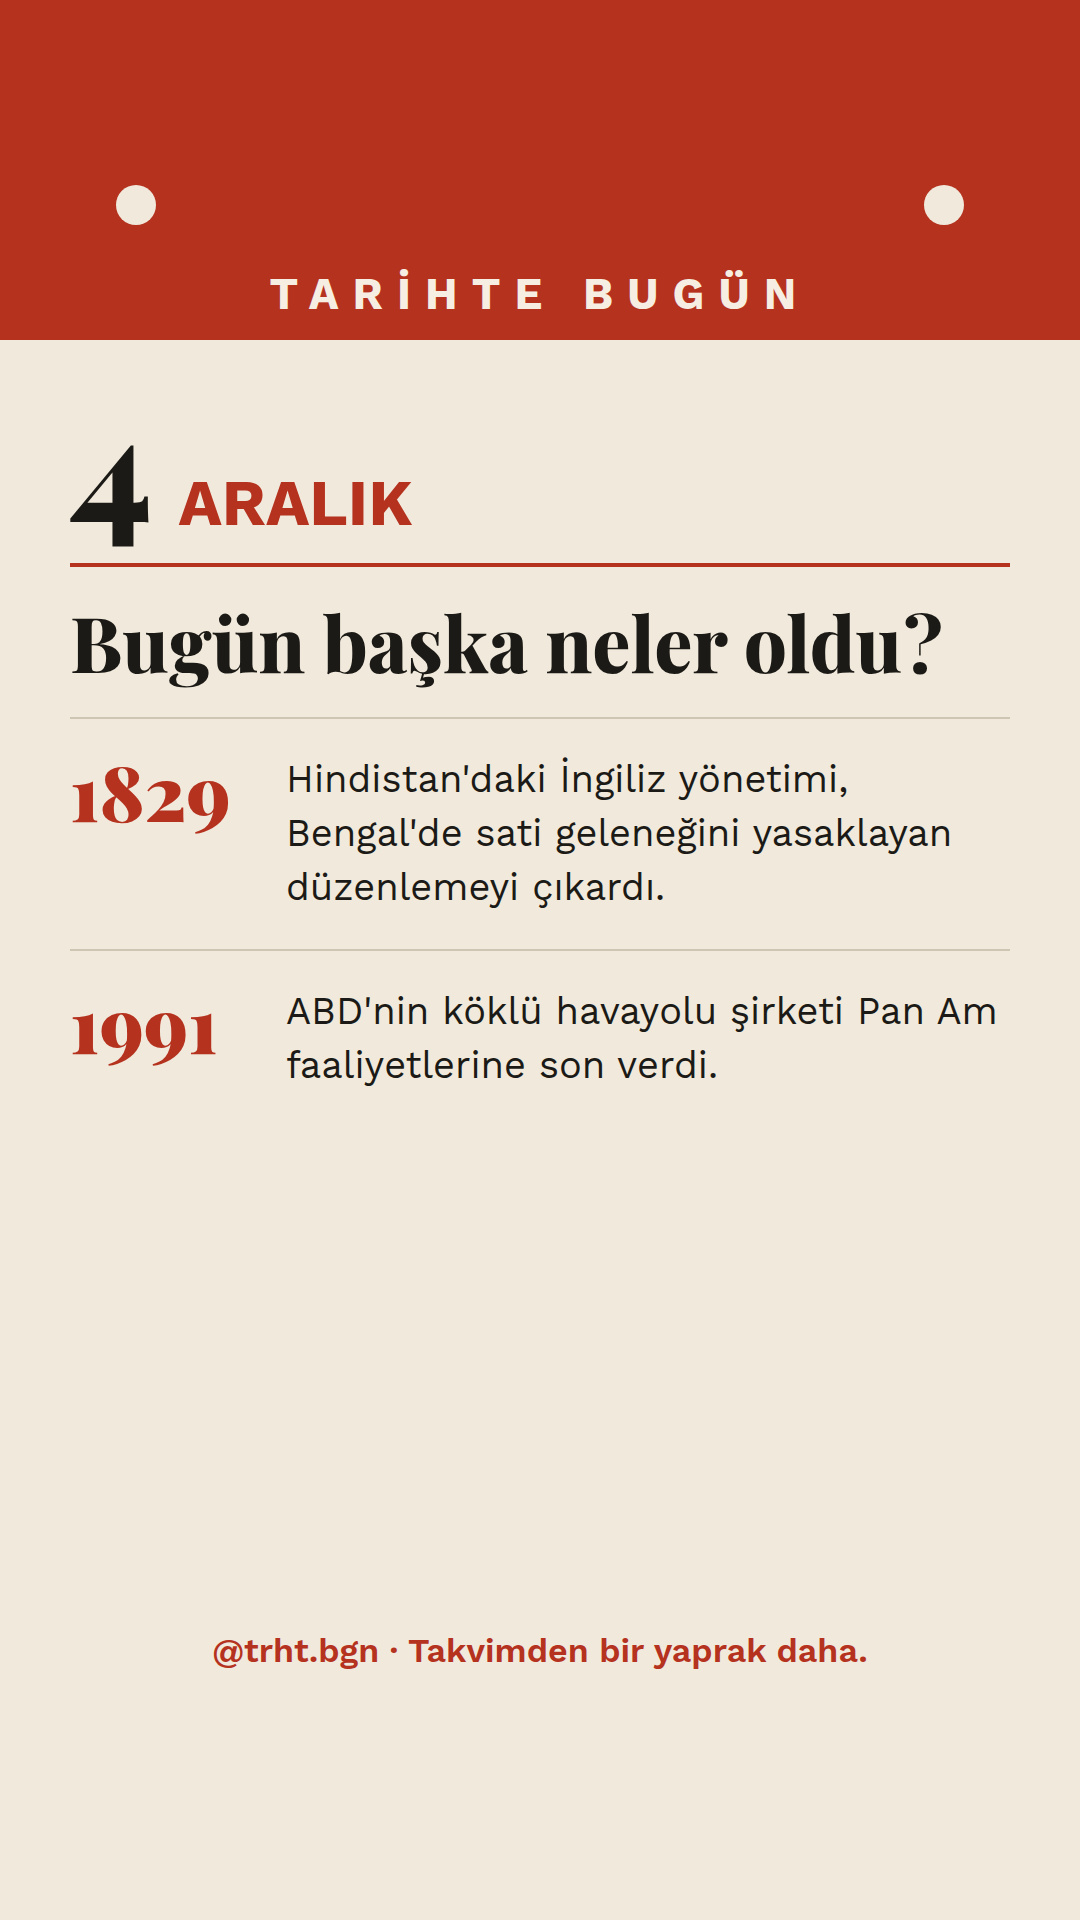 TARİHTE BUGÜN
4 ARALIK
Bugün başka neler oldu?
1829
Hindistan'daki İngiliz yönetimi,
Bengal'de sati geleneğini yasaklayan
düzenlemeyi çıkardı.
1991
ABD'nin köklü havayolu şirketi Pan Am
faaliyetlerine son verdi.
@trht.bgn · Takvimden bir yaprak daha.